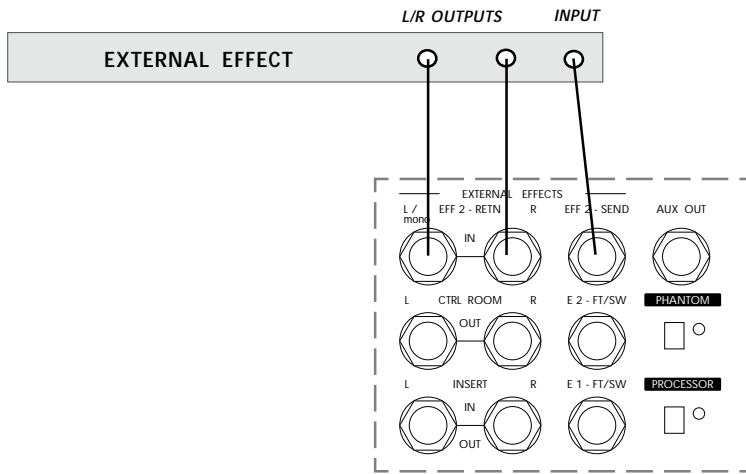 L/R OUTPUTS INPUT
EXTERNAL EFFECT
EXTERNAL EFFECTS
L / mono EFF 2 - RETN R EFF 2 - SEND AUX OUT
IN
L CTRL ROOM R E 2 - FT/SW PHANTOM
OUT
L INSERT R E 1 - FT/SW PROCESSOR
IN
OUT